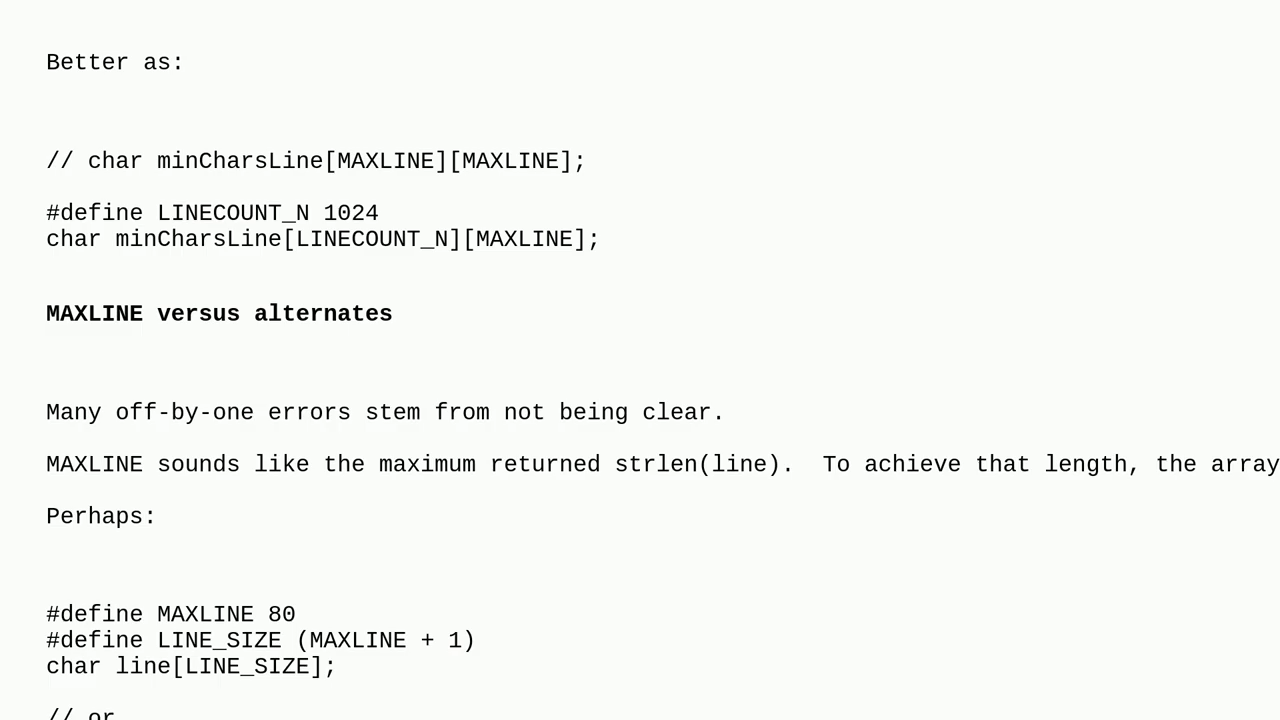 Better as:
// char minCharsLine[MAXLINE][MAXLINE];
#define LINECOUNT_N 1024
char minCharsLine[LINECOUNT_N][MAXLINE];
MAXLINE versus alternates
Many off-by-one errors stem from not being clear.
MAXLINE sounds like the maximum returned strlen(line).  To achieve that length, the array
Perhaps:
#define MAXLINE 80
#define LINE_SIZE (MAXLINE + 1)
char line[LINE_SIZE];
// or